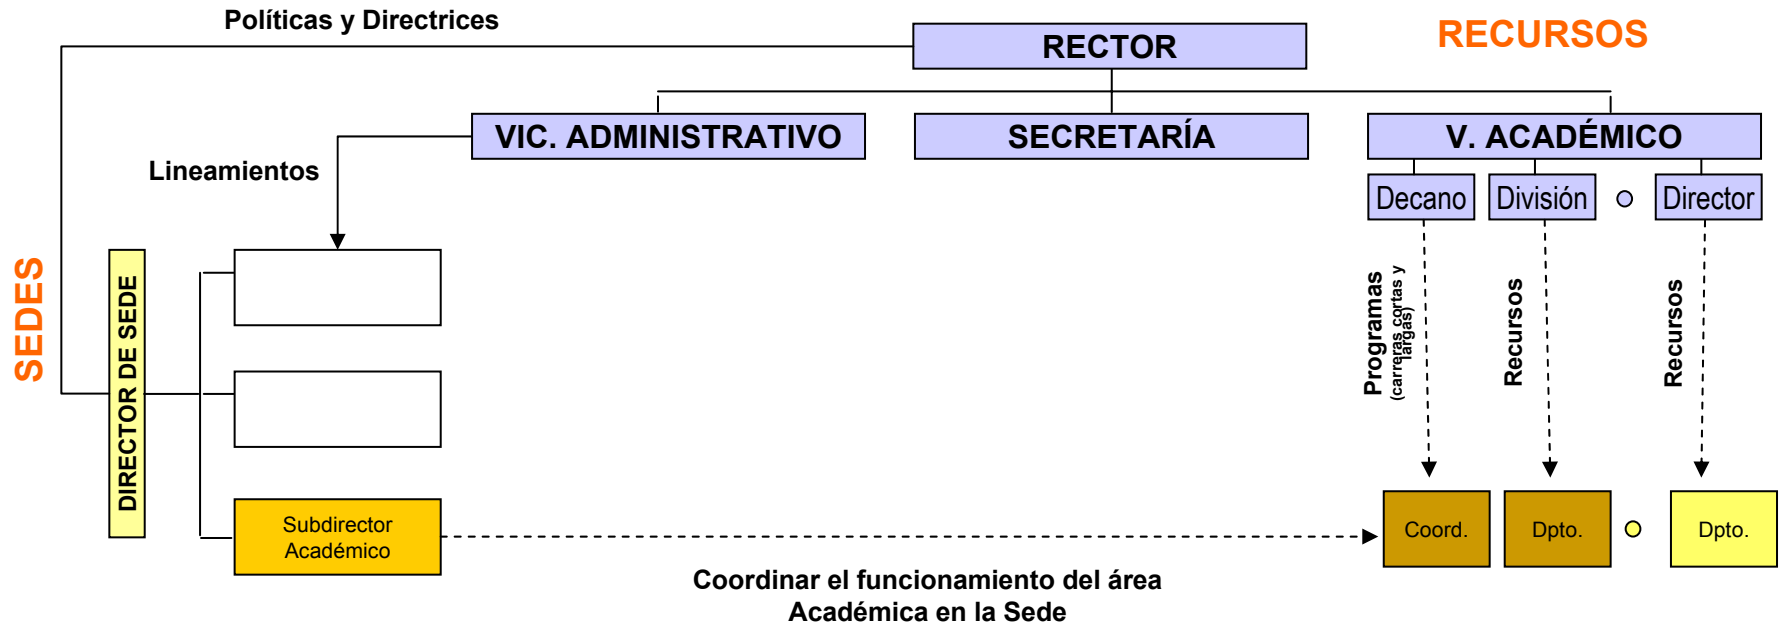 Políticas y Directrices
RECTOR
RECURSOS
VIC. ADMINISTRATIVO
SECRETARÍA
V. ACADÉMICO
Lineamientos
Decano
División
Director
SEDES
DIRECTOR DE SEDE
Programas
(carreras cortas y
largas)
Recursos
Recursos
Subdirector
Académico
Coord.
Dpto.
Dpto.
Coordinar el funcionamiento del área
Académica en la Sede